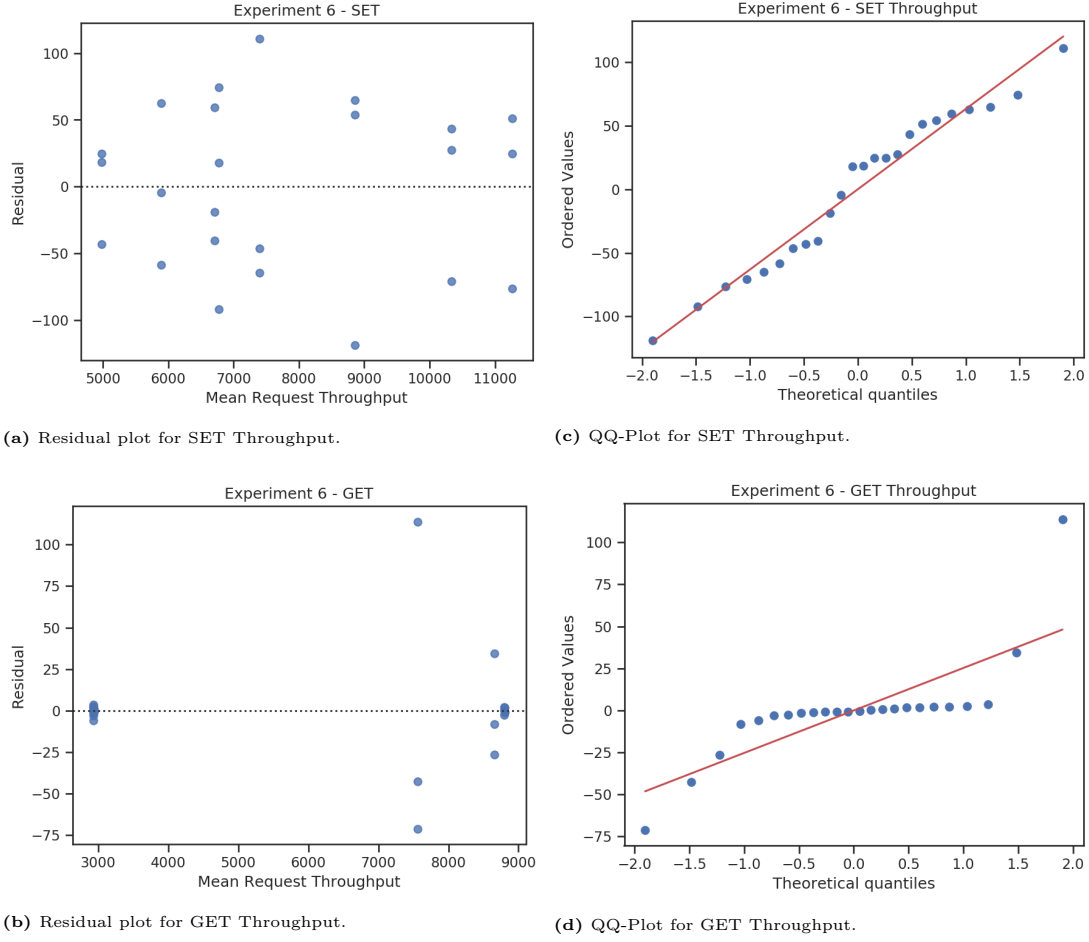 Experiment 6 - SET
100
50
0
−50
−100
Residual
5000 6000 7000 8000 9000 10000 11000
Mean Request Throughput
(a) Residual plot for SET Throughput.
Experiment 6 - SET Throughput
100
50
0
−50
−100
Ordered Values
−2.0 −1.5 −1.0 −0.5 0.0 0.5 1.0 1.5 2.0
Theoretical quantiles
(c) QQ-Plot for SET Throughput.
Experiment 6 - GET
100
75
50
25
0
−25
−50
−75
Residual
3000 4000 5000 6000 7000 8000 9000
Mean Request Throughput
(b) Residual plot for GET Throughput.
Experiment 6 - GET Throughput
100
75
50
25
0
−25
−50
−75
Ordered Values
−2.0 −1.5 −1.0 −0.5 0.0 0.5 1.0 1.5 2.0
Theoretical quantiles
(d) QQ-Plot for GET Throughput.